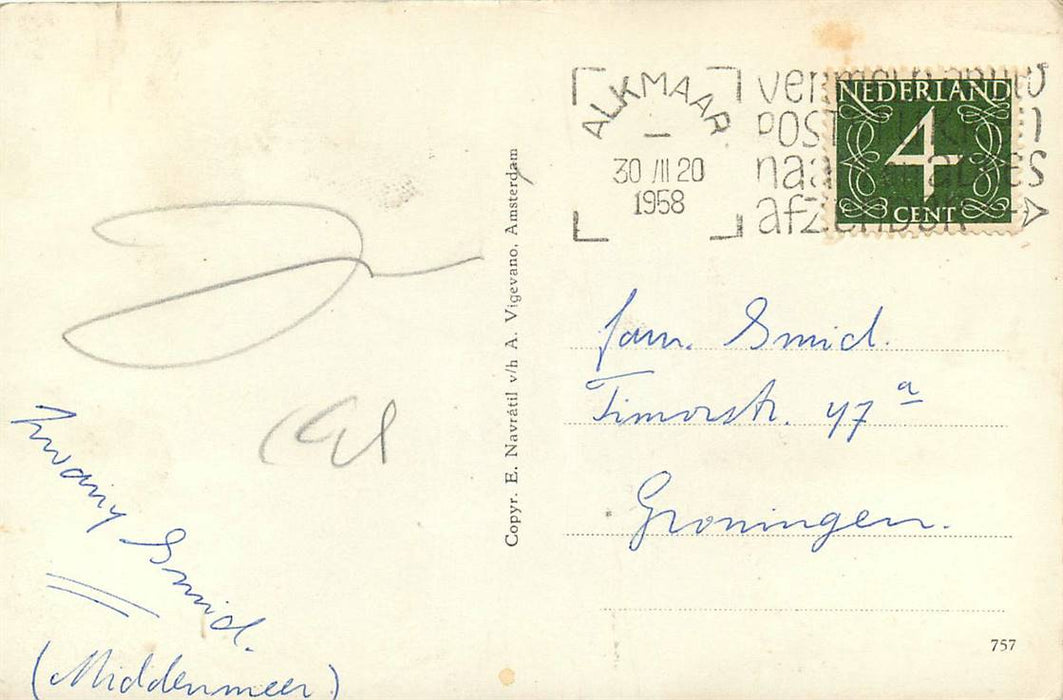 ALKMAAR
30 III 20
1958
NEDERLAND
4
CENT
Copyr. E. Navrátil v/h A. Vigevano, Amsterdam
fam. Smid.
Timorstr. 47 a
Groningen.
Smid.
(Middenmeer)
757